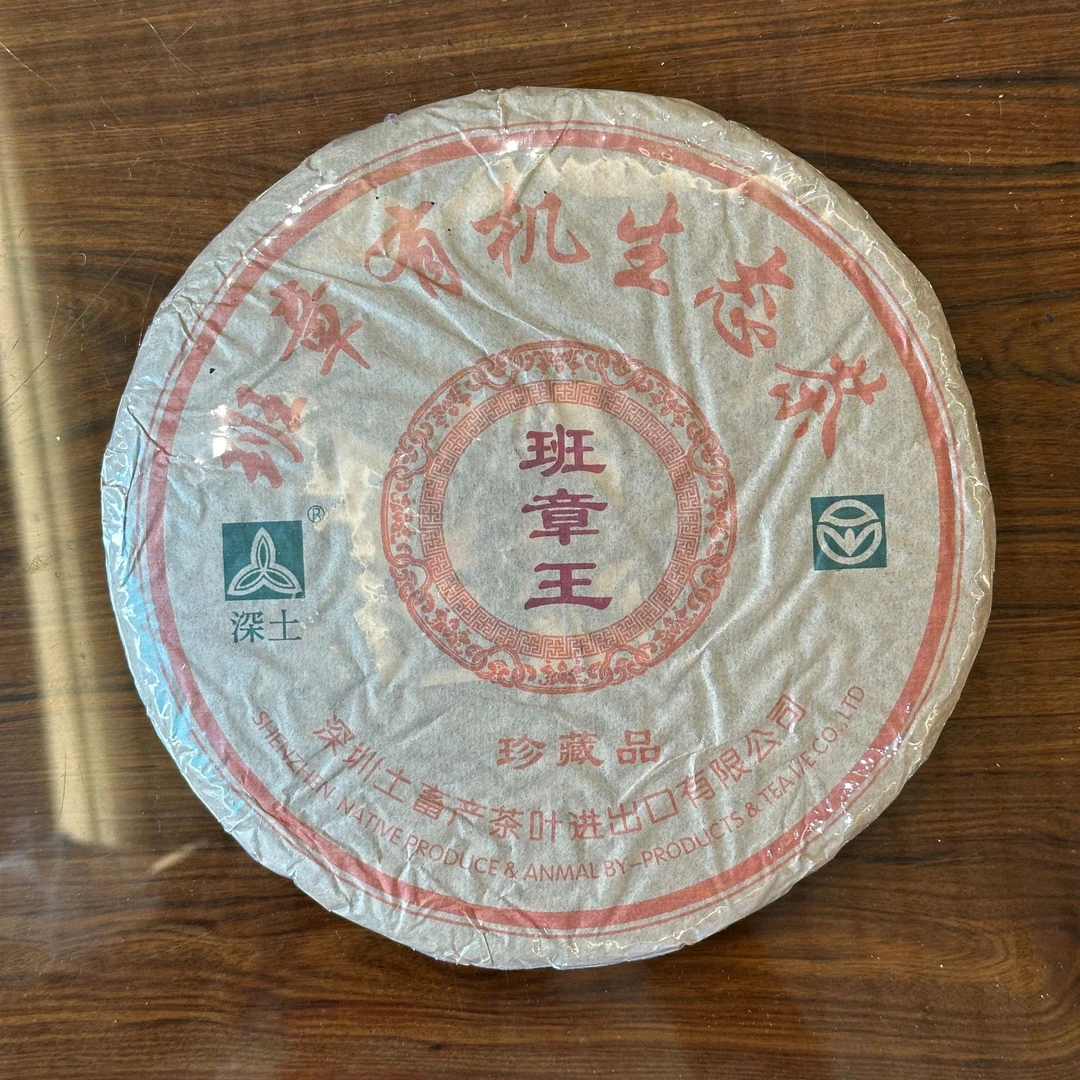 班章有机生态茶
班章王
®
深土
珍藏品
深圳土畜产茶叶进出口有限公司
SHENZHEN NATIVE PRODUCE & ANMAL BY-PRODUCTS & TEA I/E CO.,LTD